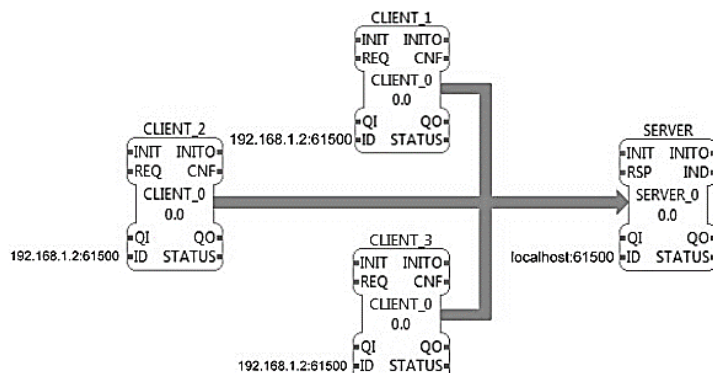 CLIENT_1
INIT INITO
REQ CNF
CLIENT_0
0.0
QI QO
192.168.1.2:61500 ID STATUS
CLIENT_2
INIT INITO
REQ CNF
CLIENT_0
0.0
QI QO
192.168.1.2:61500 ID STATUS
SERVER
INIT INITO
RSP IND
SERVER_0
0.0
QI QO
localhost:61500 ID STATUS
CLIENT_3
INIT INITO
REQ CNF
CLIENT_0
0.0
QI QO
192.168.1.2:61500 ID STATUS